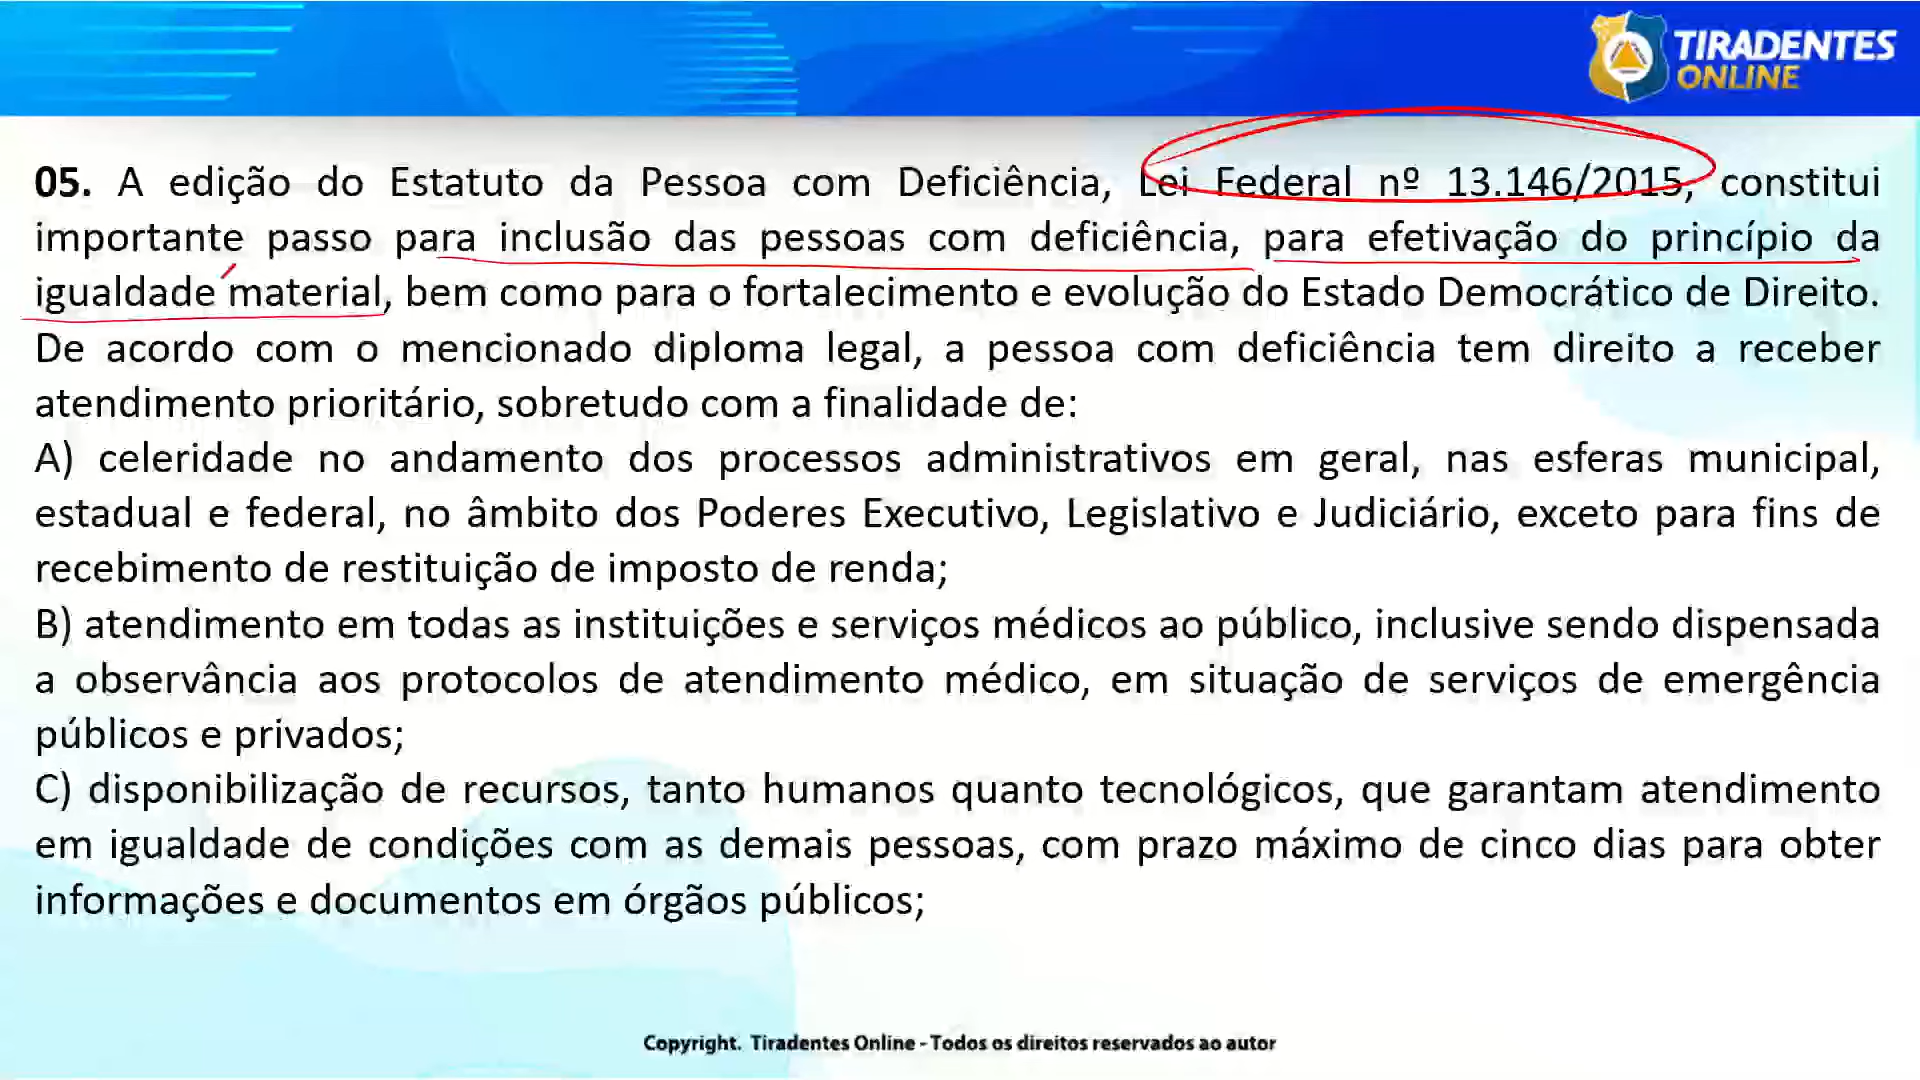 TIRADENTES
ONLINE
05. A edição do Estatuto da Pessoa com Deficiência, Lei Federal nº 13.146/2015, constitui
importante passo para inclusão das pessoas com deficiência, para efetivação do princípio da
igualdade material, bem como para o fortalecimento e evolução do Estado Democrático de Direito.
De acordo com o mencionado diploma legal, a pessoa com deficiência tem direito a receber
atendimento prioritário, sobretudo com a finalidade de:
A) celeridade no andamento dos processos administrativos em geral, nas esferas municipal,
estadual e federal, no âmbito dos Poderes Executivo, Legislativo e Judiciário, exceto para fins de
recebimento de restituição de imposto de renda;
B) atendimento em todas as instituições e serviços médicos ao público, inclusive sendo dispensada
a observância aos protocolos de atendimento médico, em situação de serviços de emergência
públicos e privados;
C) disponibilização de recursos, tanto humanos quanto tecnológicos, que garantam atendimento
em igualdade de condições com as demais pessoas, com prazo máximo de cinco dias para obter
informações e documentos em órgãos públicos;
Copyright. Tiradentes Online - Todos os direitos reservados ao autor